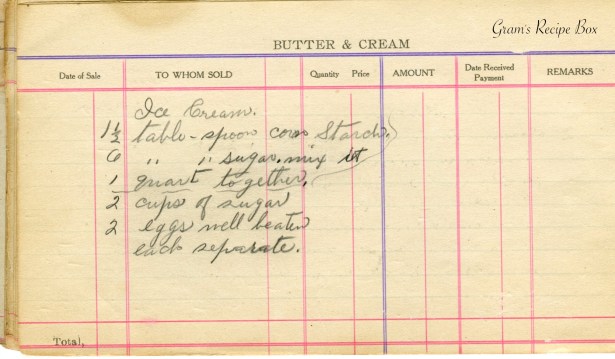 Gram's Recipe Box
BUTTER & CREAM
Date of Sale TO WHOM SOLD Quantity Price AMOUNT Date Received Payment REMARKS
Ice Cream.
1 1/2 table-spoon corn Starch.)
6 " " sugar. mix
1 quart together.
2 cups of sugar
2 eggs well beaten
each separate.
Total,